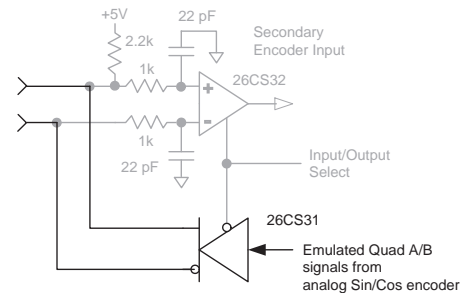 +5V
22 pF
Secondary
Encoder Input
2.2k
1k
26CS32
+
-
1k
22 pF
Input/Output
Select
26CS31
Emulated Quad A/B
signals from
analog Sin/Cos encoder